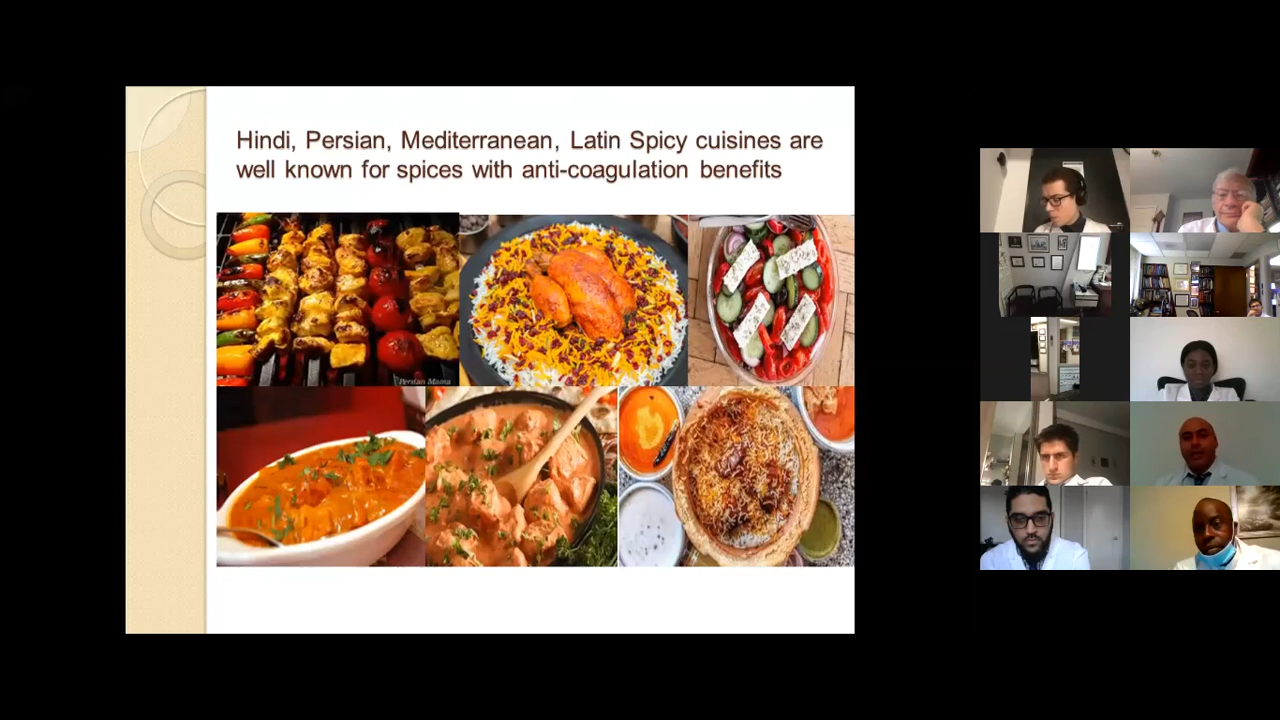 Hindi, Persian, Mediterranean, Latin Spicy cuisines are
well known for spices with anti-coagulation benefits
Persian Mama